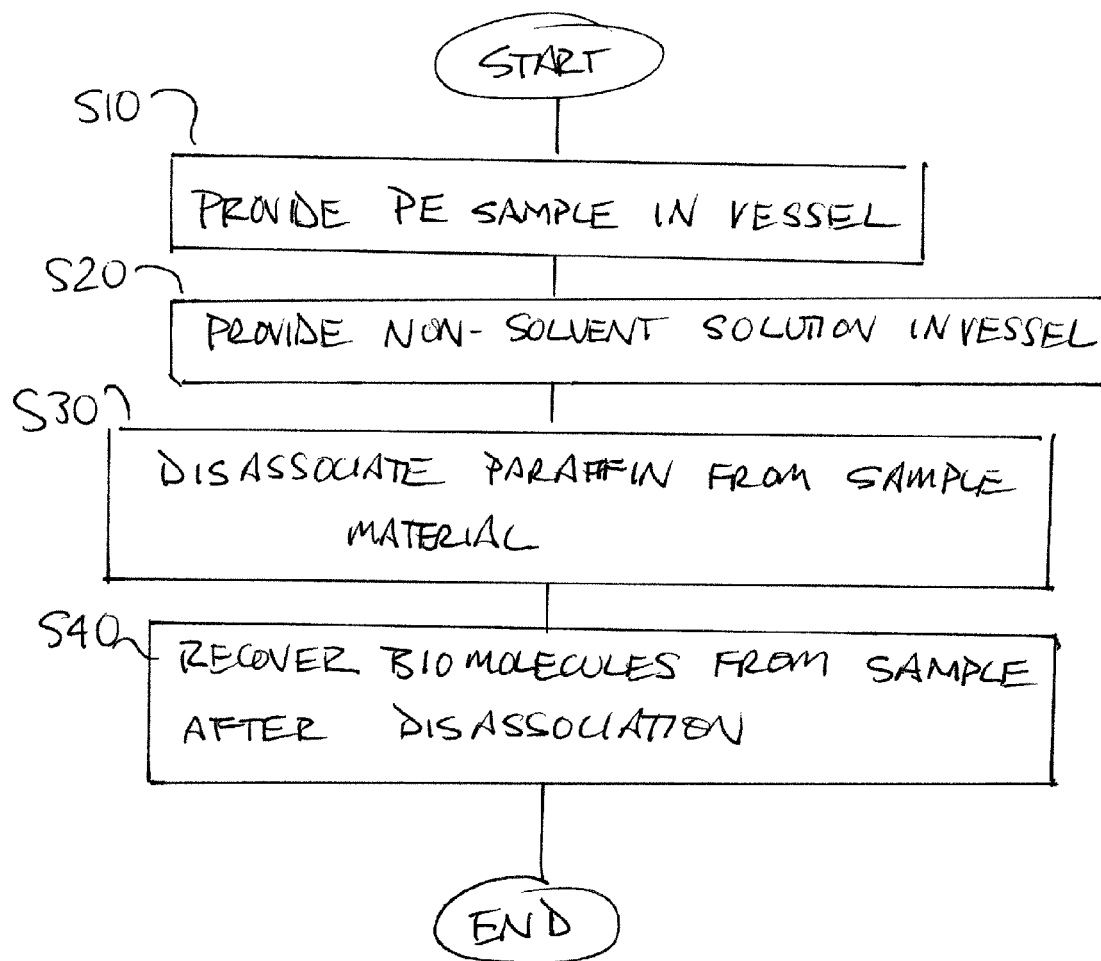 START
S10
PROVIDE PE SAMPLE IN VESSEL
S20
PROVIDE NON-SOLVENT SOLUTION IN VESSEL
S30
DISASSOCIATE PARAFFIN FROM SAMPLE
MATERIAL
S40
RECOVER BIOMOLECULES FROM SAMPLE
AFTER DISASSOCIATION
END